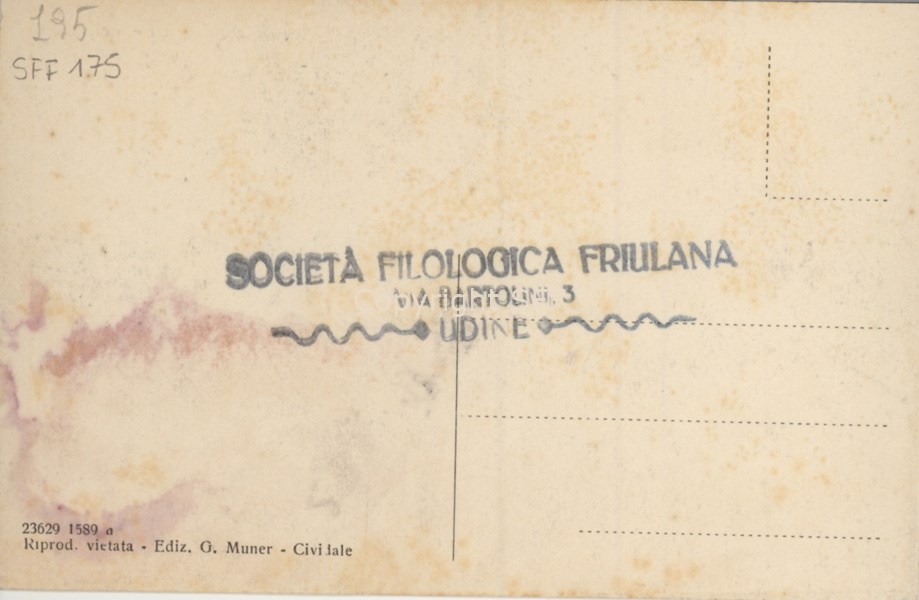 195
SFF 175
SOCIETÀ FILOLOGICA FRIULANA
VIA BARTOLINI, 3
UDINE
23629 1589 a
Riprod. vietata - Ediz. G. Muner - Cividale